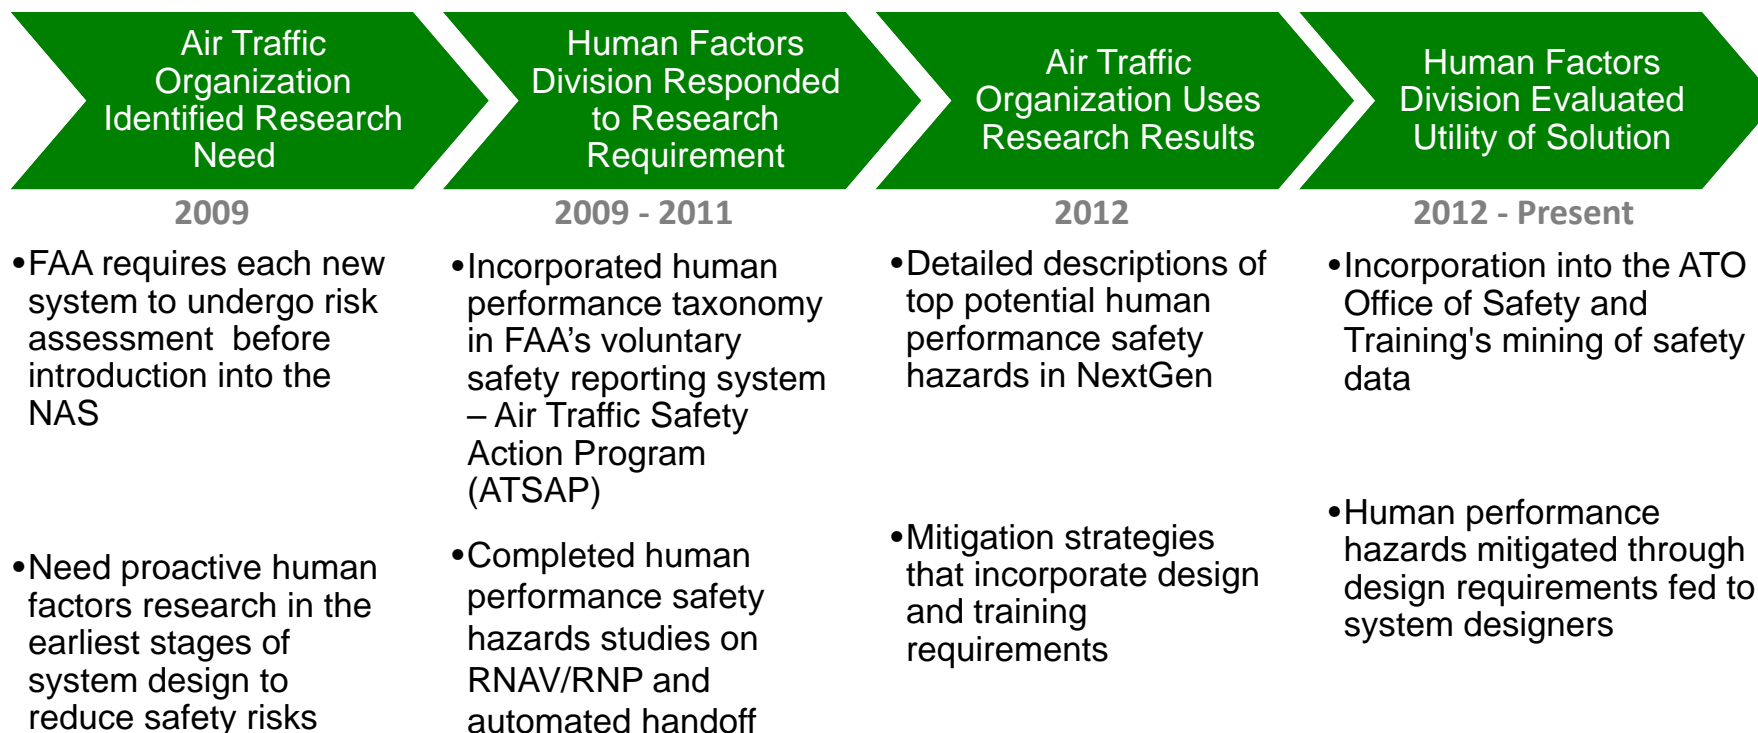 Air Traffic
Organization
Identified Research
Need
Human Factors
Division Responded
to Research
Requirement
Air Traffic
Organization Uses
Research Results
Human Factors
Division Evaluated
Utility of Solution
2009
•FAA requires each new
system to undergo risk
assessment before
introduction into the
NAS
•Need proactive human
factors research in the
earliest stages of
system design to
reduce safety risks
2009 - 2011
•Incorporated human
performance taxonomy
in FAA’s voluntary
safety reporting system
– Air Traffic Safety
Action Program
(ATSAP)
•Completed human
performance safety
hazards studies on
RNAV/RNP and
automated handoff
2012
•Detailed descriptions of
top potential human
performance safety
hazards in NextGen
•Mitigation strategies
that incorporate design
and training
requirements
2012 - Present
•Incorporation into the ATO
Office of Safety and
Training's mining of safety
data
•Human performance
hazards mitigated through
design requirements fed to
system designers